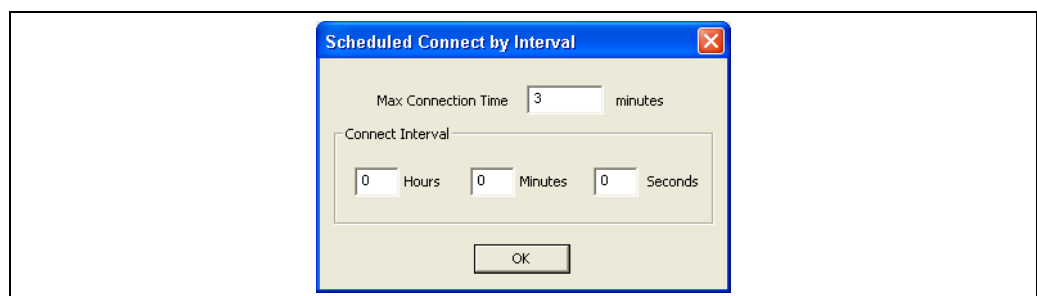 Scheduled Connect by Interval
Max Connection Time 3 minutes
Connect Interval
0 Hours 0 Minutes 0 Seconds
OK